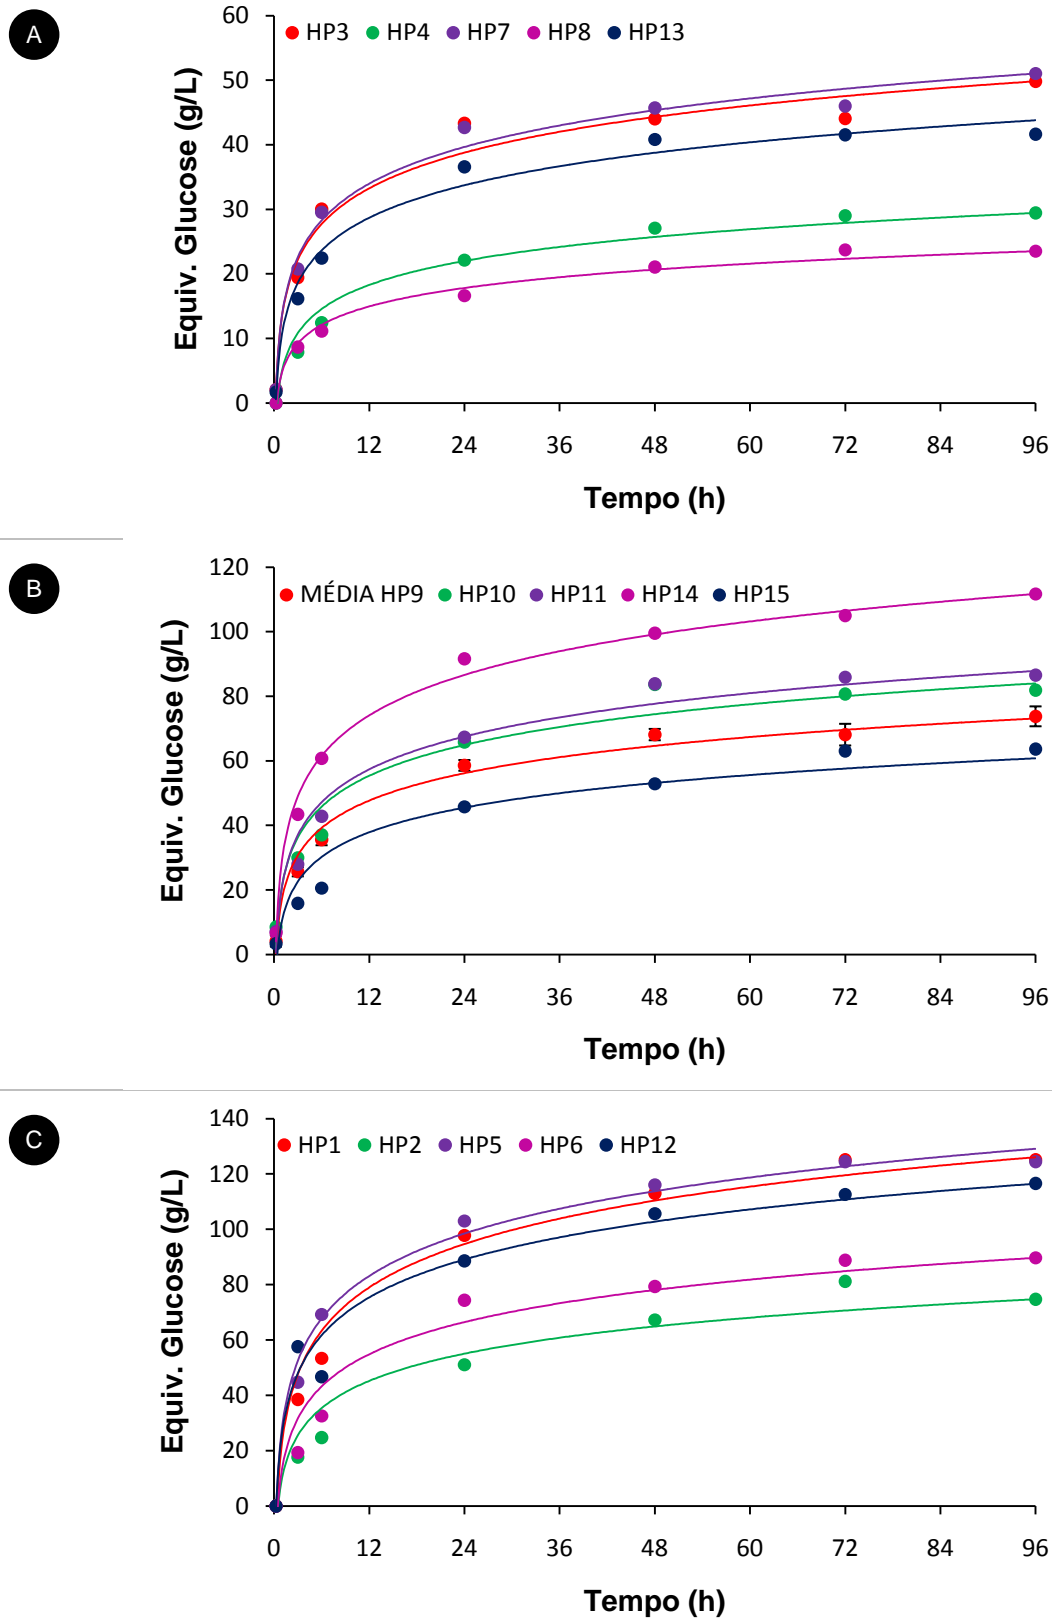 A
60
HP3 HP4 HP7 HP8 HP13
50
40
30
20
10
0
Equiv. Glucose (g/L)
0 12 24 36 48 60 72 84 96
Tempo (h)
B
120
MÉDIA HP9 HP10 HP11 HP14 HP15
100
80
60
40
20
0
Equiv. Glucose (g/L)
0 12 24 36 48 60 72 84 96
Tempo (h)
C
140
HP1 HP2 HP5 HP6 HP12
120
100
80
60
40
20
0
Equiv. Glucose (g/L)
0 12 24 36 48 60 72 84 96
Tempo (h)